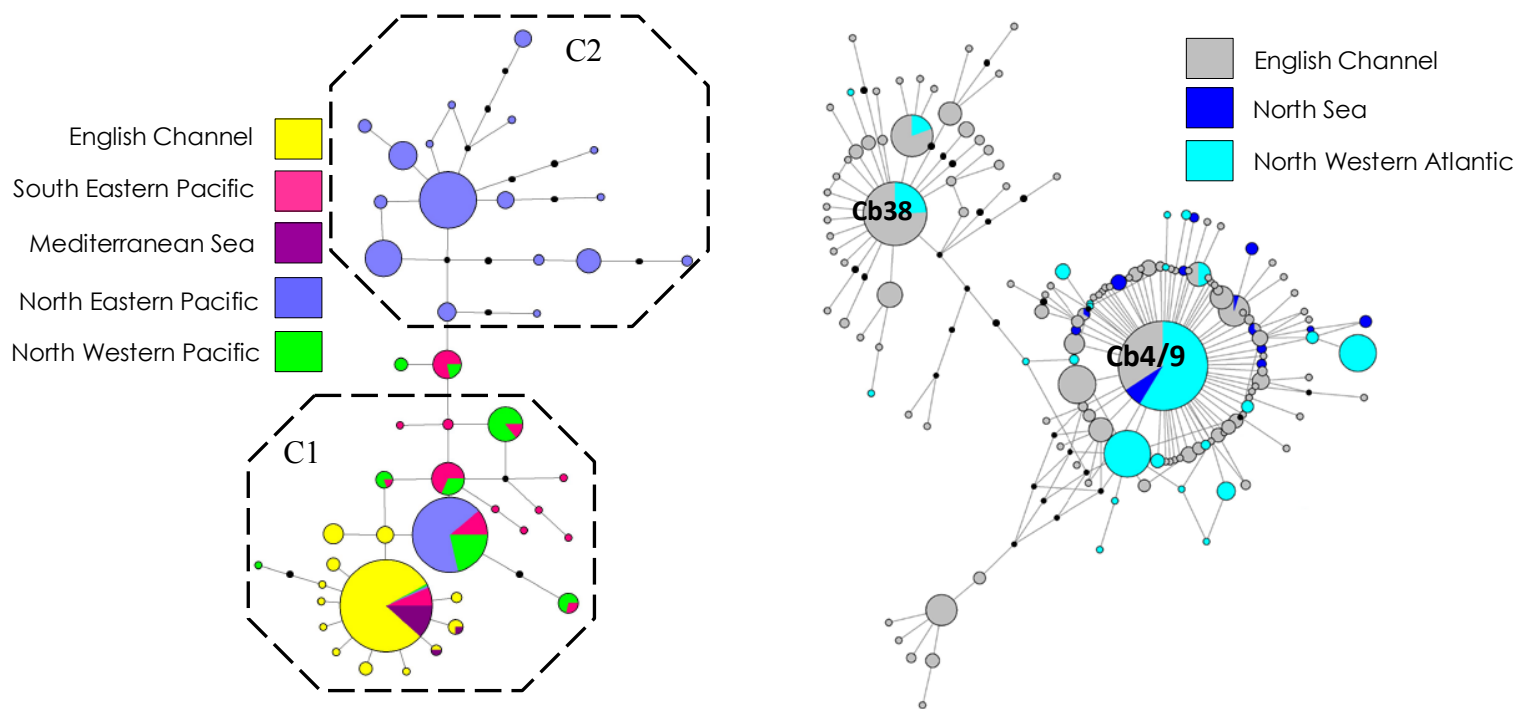 C2
English Channel
South Eastern Pacific
Mediterranean Sea
North Eastern Pacific
North Western Pacific
C1
English Channel
North Sea
North Western Atlantic
Cb38
Cb4/9